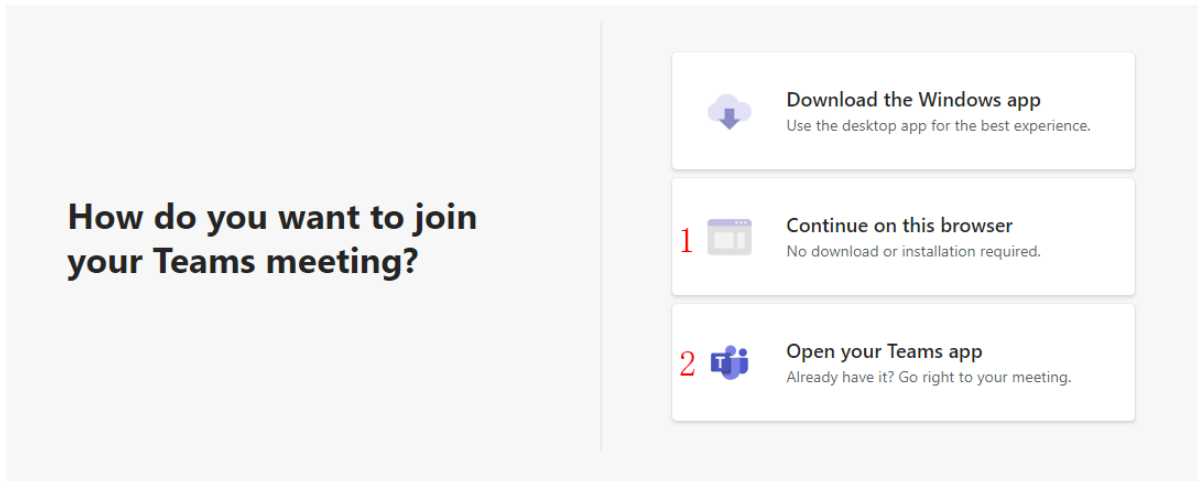 How do you want to join
your Teams meeting?
Download the Windows app
Use the desktop app for the best experience.
1
Continue on this browser
No download or installation required.
2
T
Open your Teams app
Already have it? Go right to your meeting.